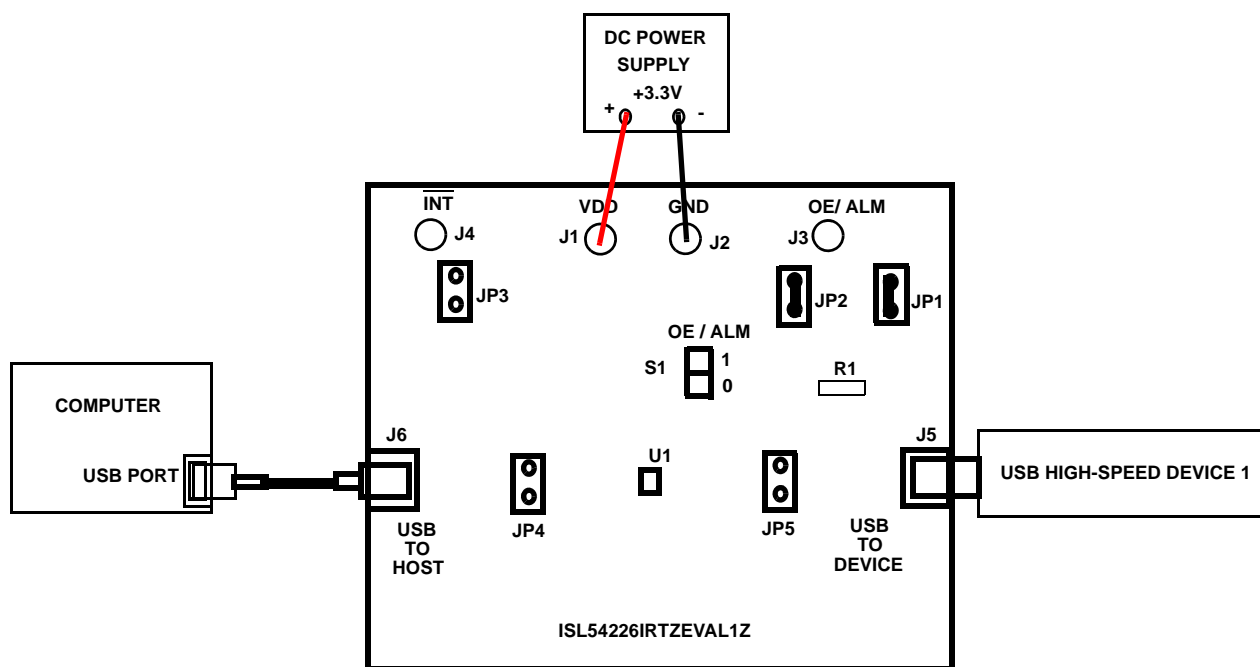 DC POWER
SUPPLY
+3.3V
+ -
INT
J4
VDD
J1
GND
J2
OE/ ALM
J3
JP3
JP2
JP1
OE / ALM
S1
1
0
R1
COMPUTER
USB PORT
J6
USB
TO
HOST
JP4
U1
JP5
J5
USB
TO
DEVICE
USB HIGH-SPEED DEVICE 1
ISL54226IRTZEVAL1Z